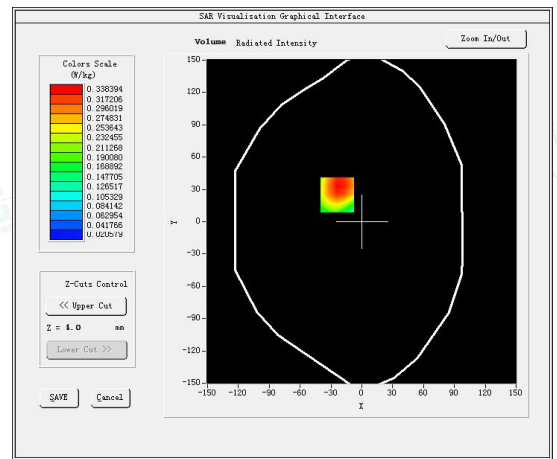 SAR Visualisation Graphical Interface
Volume Radiated Intensity
Zoom In/Out
Colors Scale
(W/kg)
0.338394
0.317206
0.296019
0.274831
0.253643
0.232455
0.211268
0.190080
0.168892
0.147705
0.126517
0.105329
0.084142
0.062954
0.041766
0.020579
Z-Cuts Control
<< Upper Cut
Z = 4.0 mm
Lower Cut >>
SAVE Cancel
150
90
60
30
0
-30
-60
-90
-120
-150
Y
-150 -120 -90 -60 -30 0 30 60 90 120 150
X